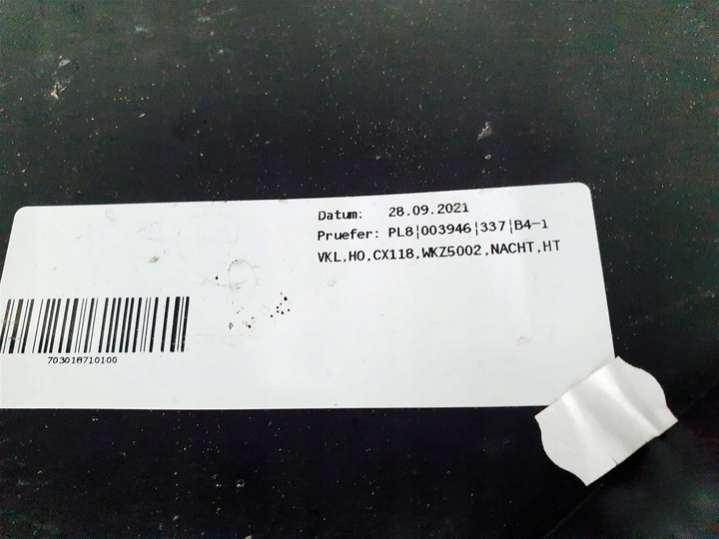 Datum: 28.09.2021
Pruefer: PL8|003946|337|B4-1
VKL,HO,CX118,WKZ5002,NACHT,HT
703018710100